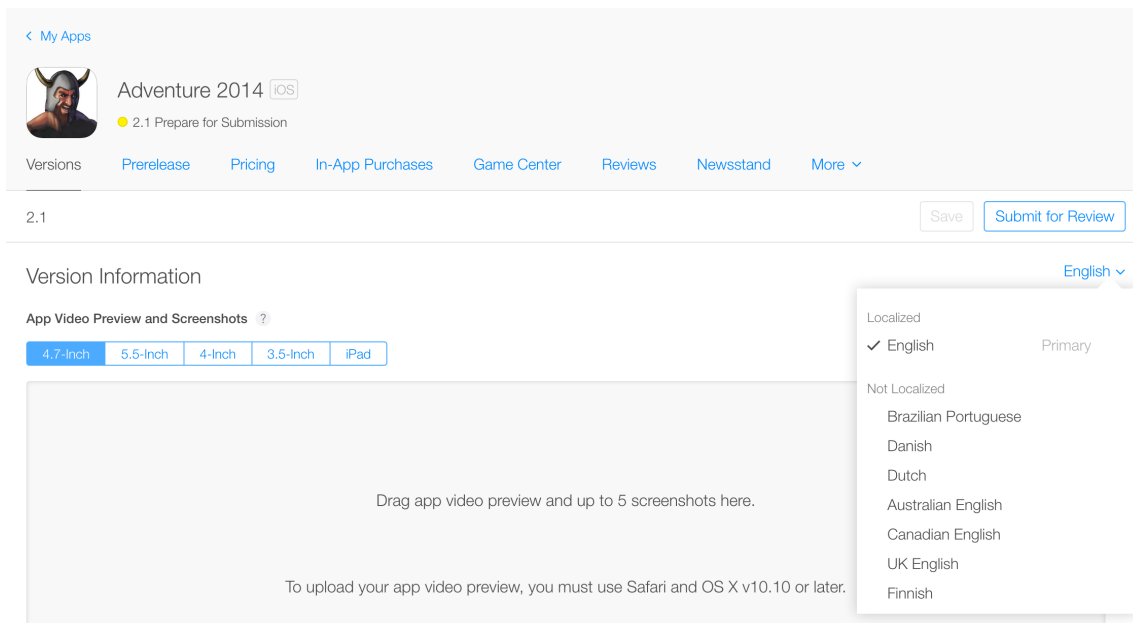 My Apps
Adventure 2014 iOS
2.1 Prepare for Submission
Versions Prerelease Pricing In-App Purchases Game Center Reviews Newsstand More
2.1 Save Submit for Review
Version Information English
App Video Preview and Screenshots ?
4.7-Inch 5.5-Inch 4-Inch 3.5-Inch iPad
Drag app video preview and up to 5 screenshots here.
To upload your app video preview, you must use Safari and OS X v10.10 or later.
Localized
English Primary
Not Localized
Brazilian Portuguese
Danish
Dutch
Australian English
Canadian English
UK English
Finnish